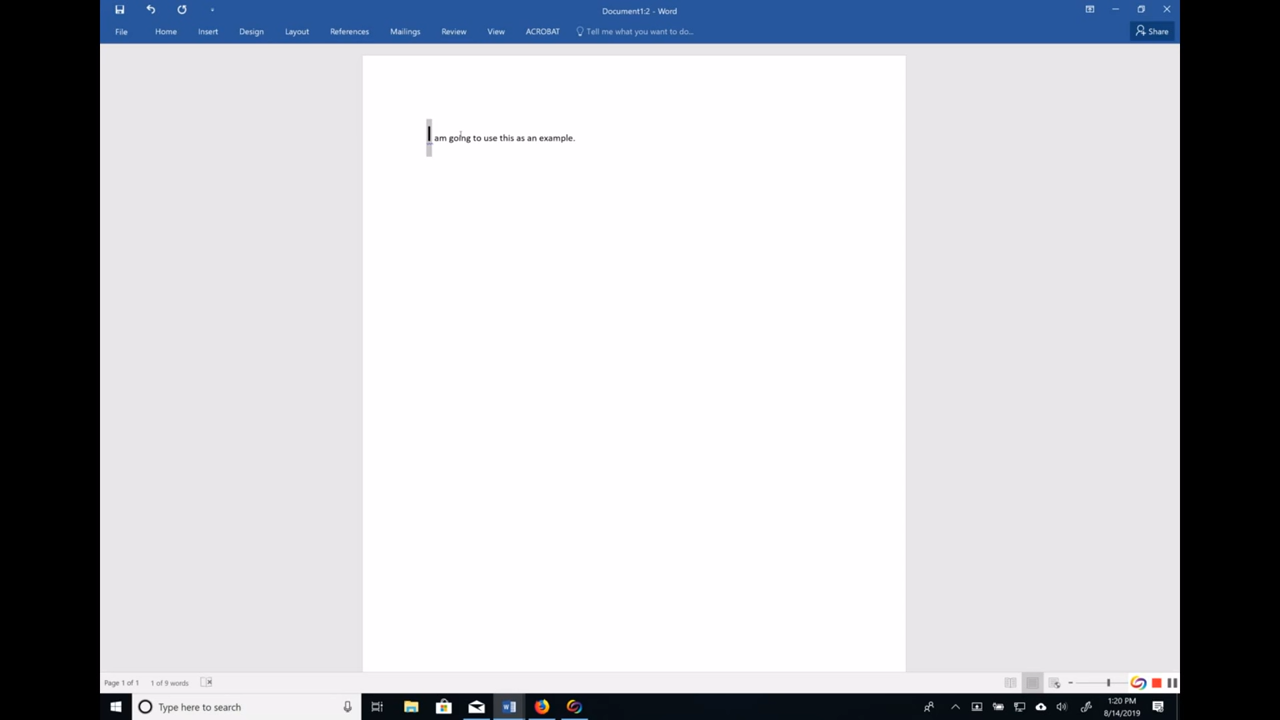 Document1:2 - Word
File Home Insert Design Layout References Mailings Review View ACROBAT Tell me what you want to do... Share
I am going to use this as an example.
Page 1 of 1 1 of 9 words
Type here to search
1:20 PM
8/14/2019